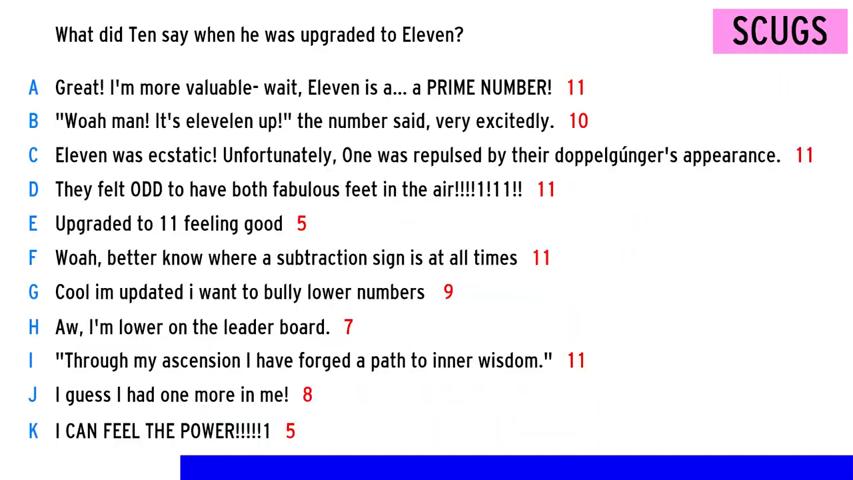 What did Ten say when he was upgraded to Eleven?
SCUGS
A Great! I'm more valuable- wait, Eleven is a... a PRIME NUMBER! 11
B "Woah man! It's elevelen up!" the number said, very excitedly. 10
C Eleven was ecstatic! Unfortunately, One was repulsed by their doppelgúnger's appearance. 11
D They felt ODD to have both fabulous feet in the air!!!!1!11!! 11
E Upgraded to 11 feeling good 5
F Woah, better know where a subtraction sign is at all times 11
G Cool im updated i want to bully lower numbers 9
H Aw, I'm lower on the leader board. 7
I "Through my ascension I have forged a path to inner wisdom." 11
J I guess I had one more in me! 8
K I CAN FEEL THE POWER!!!!!1 5